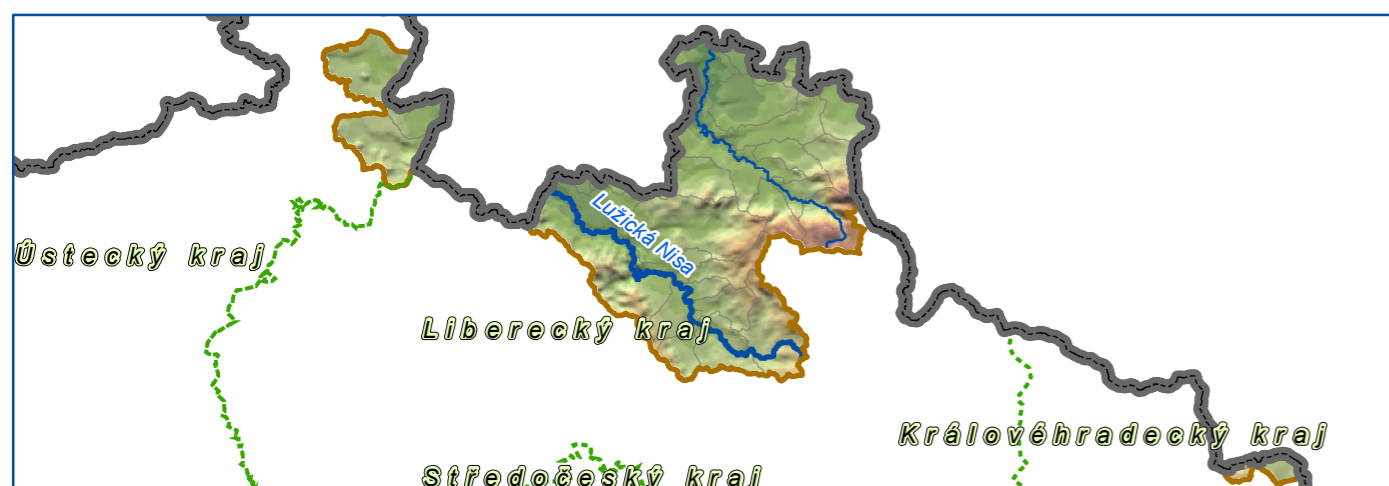 Lužická Nisa
Ústecký kraj
Liberecký kraj
Královéhradecký kraj
Středočeský kraj